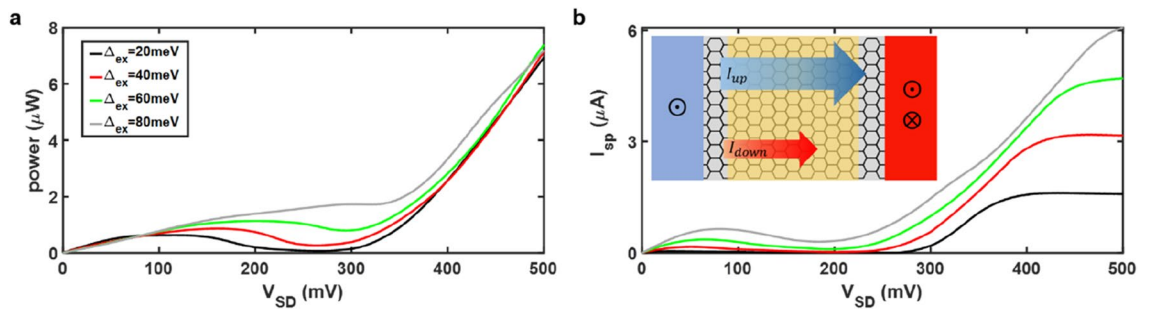 a
8
6
4
2
0
power (μW)
Δex=20meV
Δex=40meV
Δex=60meV
Δex=80meV
0 100 200 300 400 500
VSD (mV)
b
6
3
0
Isp (μA)
Iup
Idown
0 100 200 300 400 500
VSD (mV)